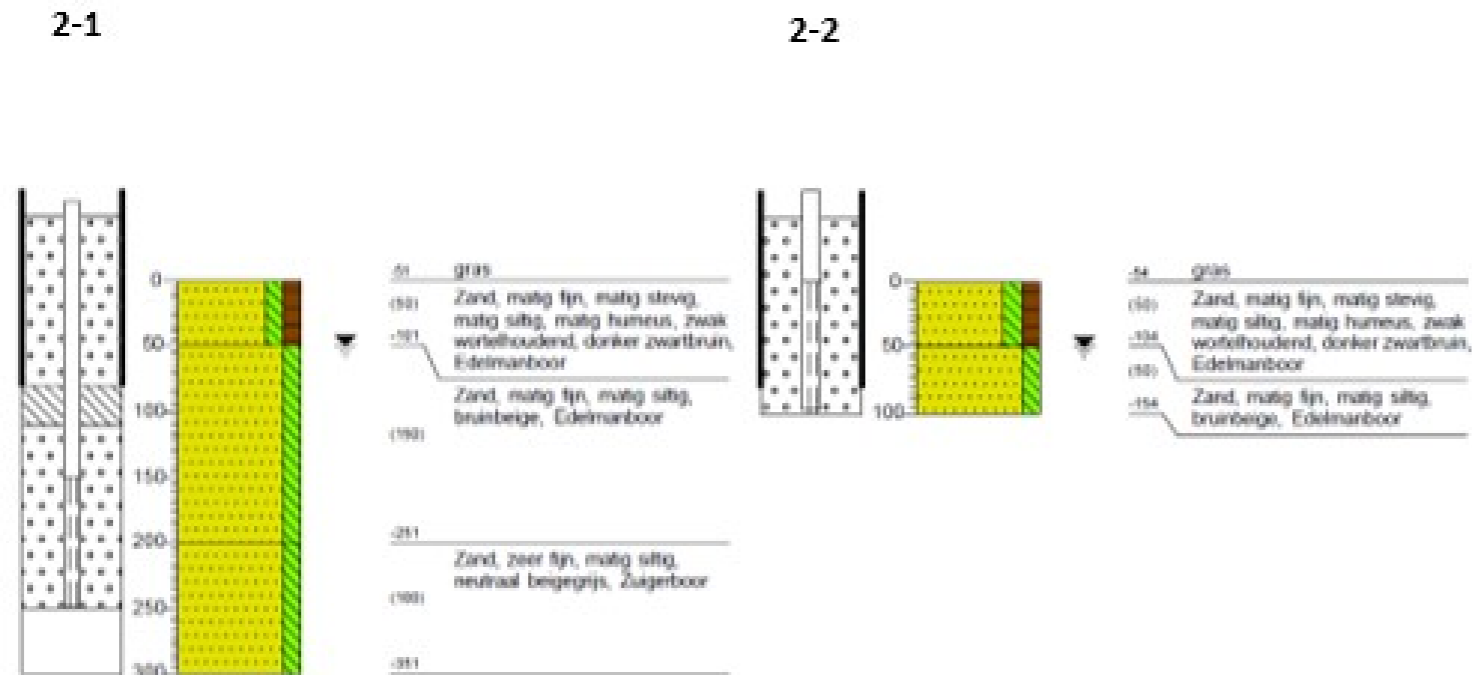 2-1
2-2
0
50
100
150
200
250
300
-51
gras
(50)
Zand, matig fijn, matig stevig,
matig siltig, matig humeus, zwak
-101
wortelhoudend, donker zwartbruin,
Edelmanboor
Zand, matig fijn, matig siltig,
bruinbeige, Edelmanboor
(150)
-251
Zand, zeer fijn, matig siltig,
neutraal beigegrijs, Zuigerboor
(100)
-351
0
50
100
-54
gras
(50)
Zand, matig fijn, matig stevig,
matig siltig, matig humeus, zwak
-104
wortelhoudend, donker zwartbruin,
Edelmanboor
(50)
Zand, matig fijn, matig siltig,
-154
bruinbeige, Edelmanboor